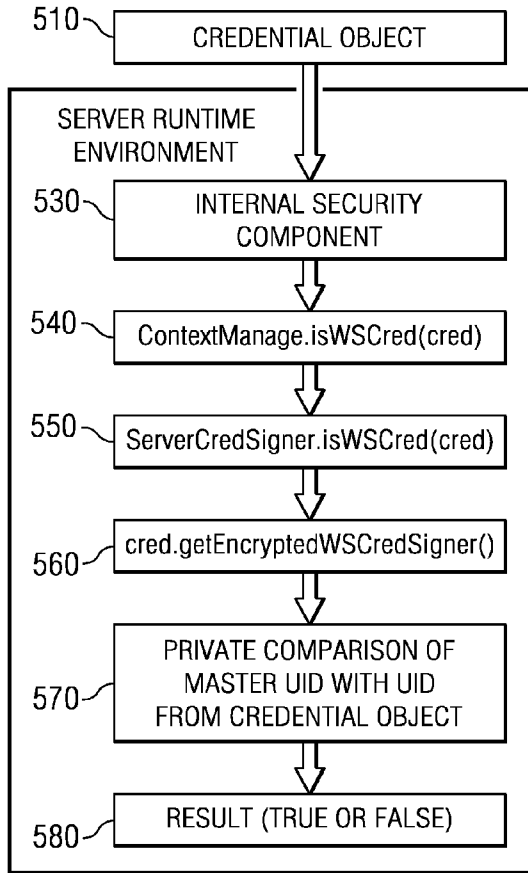 510
CREDENTIAL OBJECT
SERVER RUNTIME
ENVIRONMENT
530
INTERNAL SECURITY
COMPONENT
540
ContextManage.isWSCred(cred)
550
ServerCredSigner.isWSCred(cred)
560
cred.getEncryptedWSCredSigner()
570
PRIVATE COMPARISON OF
MASTER UID WITH UID
FROM CREDENTIAL OBJECT
580
RESULT (TRUE OR FALSE)